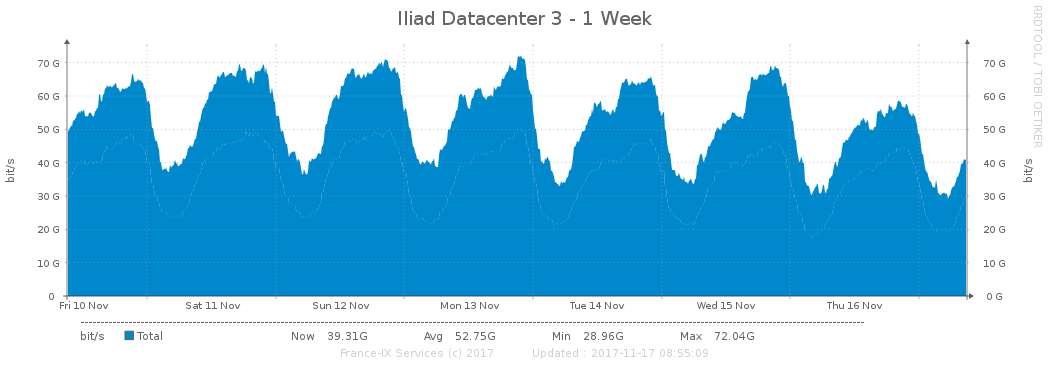 Iliad Datacenter 3 - 1 Week
RRDTOOL / TOBI OETIKER
70 G 70 G
60 G 60 G
50 G 50 G
40 G 40 G
30 G 30 G
20 G 20 G
10 G 10 G
0 0 G
bit/s bit/s
Fri 10 Nov Sat 11 Nov Sun 12 Nov Mon 13 Nov Tue 14 Nov Wed 15 Nov Thu 16 Nov
bit/s Total Now 39.31G Avg 52.75G Min 28.96G Max 72.04G
France-IX Services (c) 2017 Updated : 2017-11-17 08:55:09